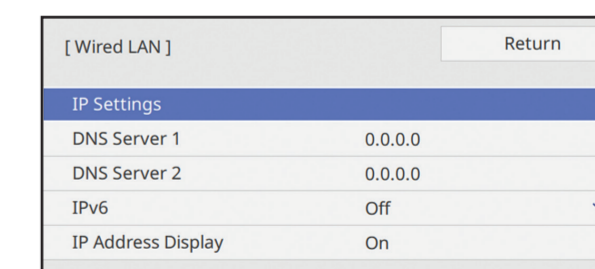 [ Wired LAN ] Return
IP Settings
DNS Server 1 0.0.0.0
DNS Server 2 0.0.0.0
IPv6 Off
IP Address Display On